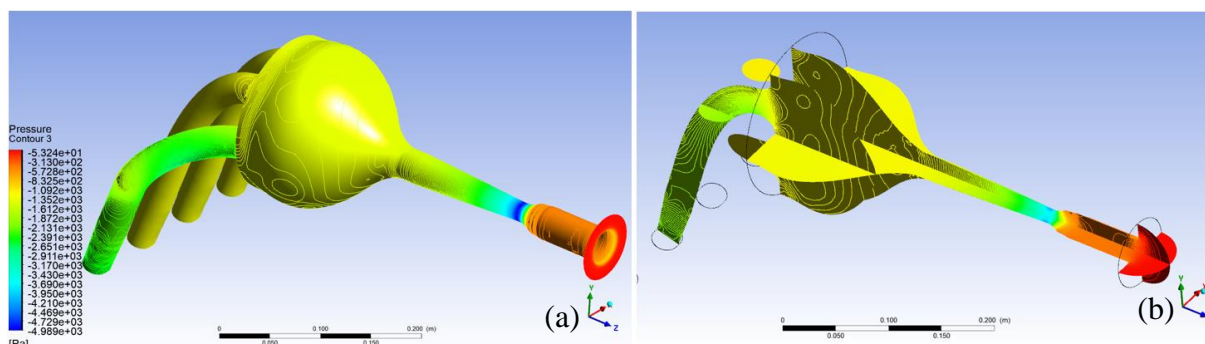 Pressure
Contour 3
-5.324e+01
-3.130e+02
-5.728e+02
-8.325e+02
-1.092e+03
-1.352e+03
-1.612e+03
-1.872e+03
-2.131e+03
-2.391e+03
-2.651e+03
-2.911e+03
-3.170e+03
-3.430e+03
-3.690e+03
-3.950e+03
-4.210e+03
-4.469e+03
-4.729e+03
-4.989e+03
[Pa]
0 0.100 0.200 (m)
0.050 0.150
Y
Z
(a)
0 0.100 0.200 (m)
0.050 0.150
Y
X
Z
(b)